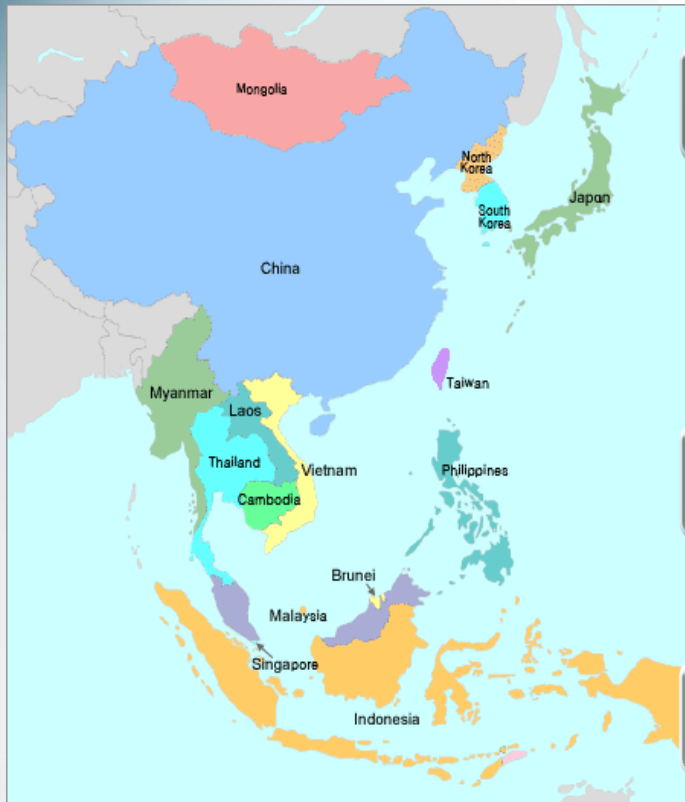 Mongolia
North
Korea
South
Korea
Japan
China
Taiwan
Myanmar
Laos
Thailand
Vietnam
Philippines
Cambodia
Brunei
Malaysia
Singapore
Indonesia